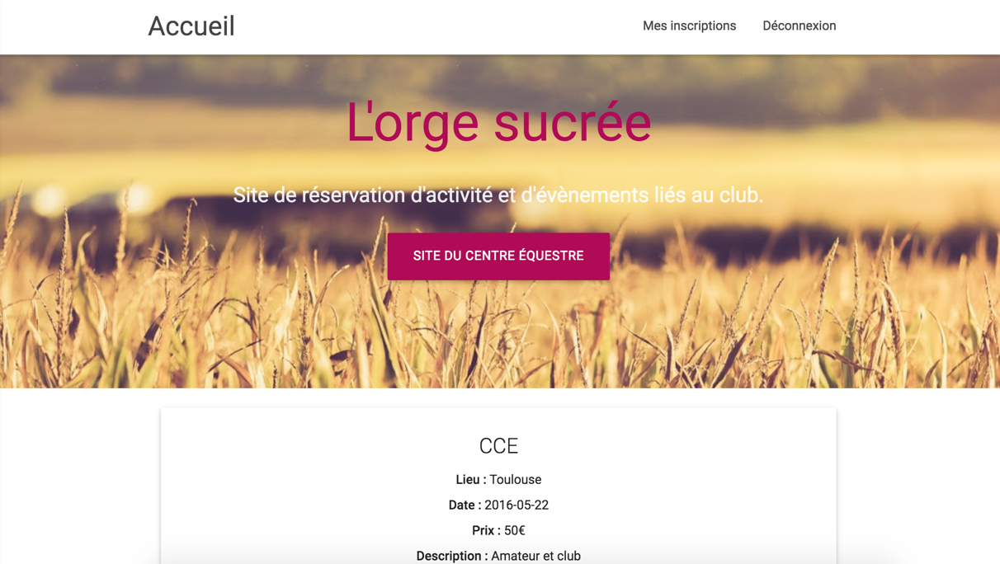 Accueil
Mes inscriptions
Déconnexion
L'orge sucrée
Site de réservation d'activité et d'évènements liés au club.
SITE DU CENTRE ÉQUESTRE
CCE
Lieu : Toulouse
Date : 2016-05-22
Prix : 50€
Description : Amateur et club